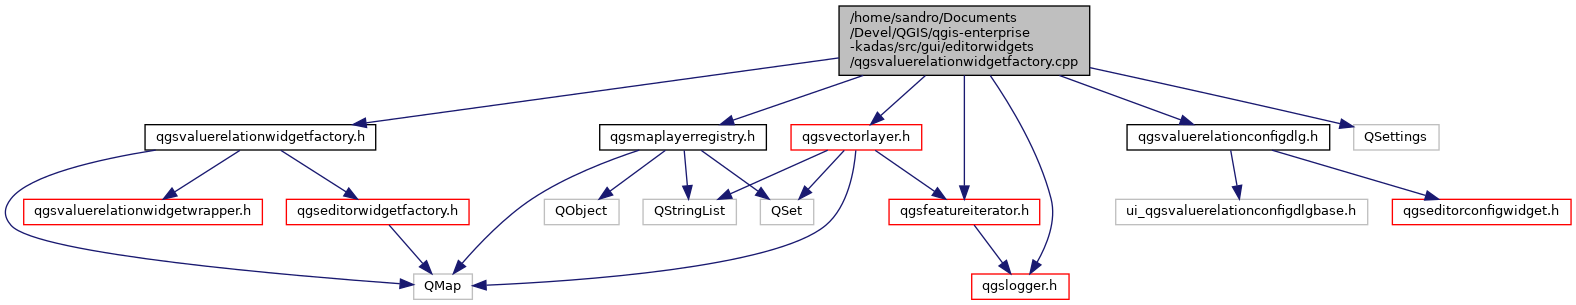 /home/sandro/Documents
/Devel/QGIS/qgis-enterprise
-kadas/src/gui/editorwidgets
/qgsvaluerelationwidgetfactory.cpp
qgsvaluerelationwidgetfactory.h
qgsmaplayerregistry.h
qgsvectorlayer.h
qgsvaluerelationconfigdlg.h
QSettings
qgsvaluerelationwidgetwrapper.h
qgseditorwidgetfactory.h
QObject
QStringList
QSet
qgsfeatureiterator.h
ui_qgsvaluerelationconfigdlgbase.h
qgseditorconfigwidget.h
QMap
qgslogger.h